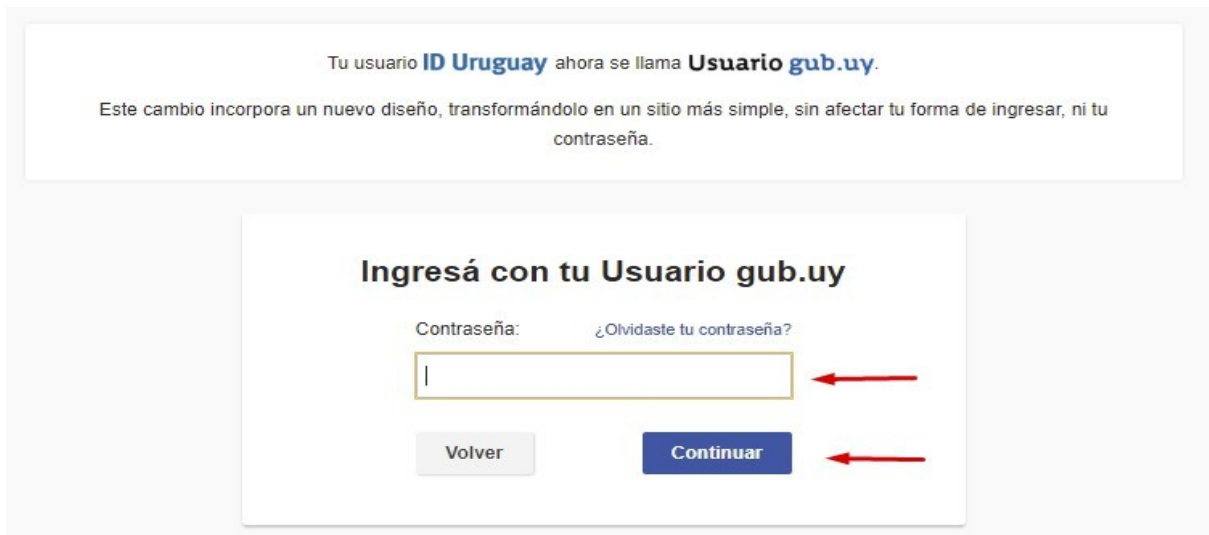 Tu usuario ID Uruguay ahora se llama Usuario gub.uy.
Este cambio incorpora un nuevo diseño, transformándolo en un sitio más simple, sin afectar tu forma de ingresar, ni tu
contraseña.
Ingresá con tu Usuario gub.uy
Contraseña: ¿Olvidaste tu contraseña?
Volver Continuar